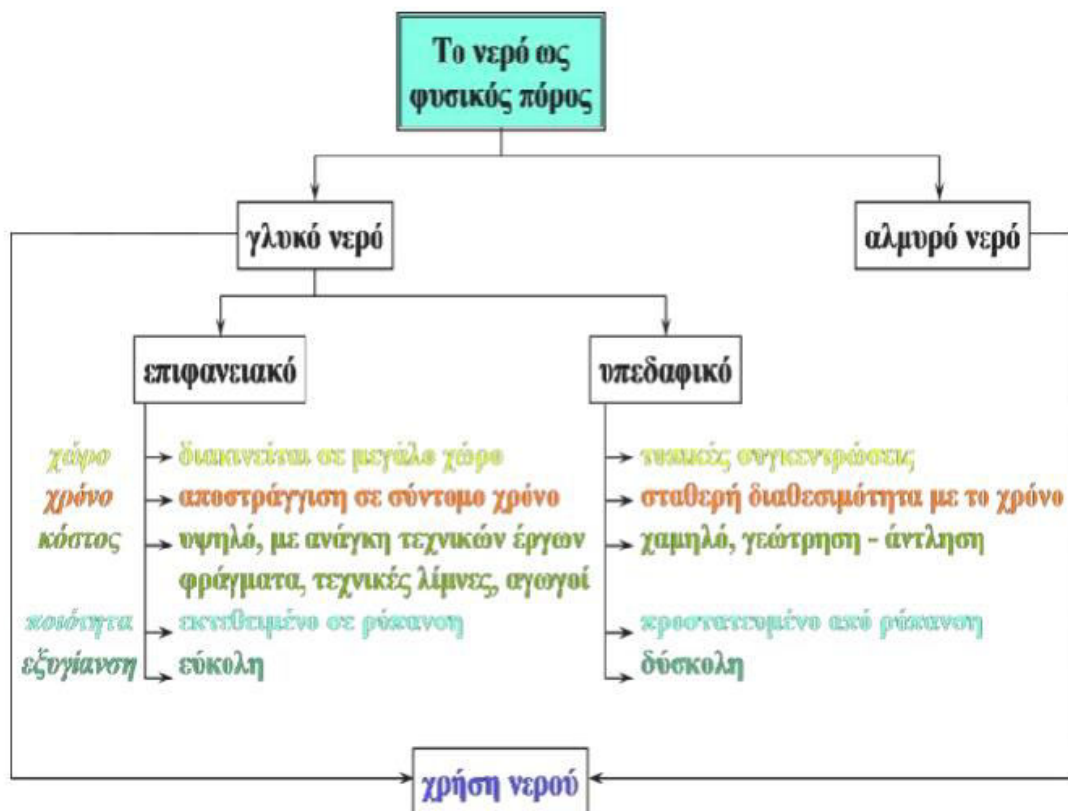 Το νερό ως
φυσικός πόρος
γλυκό νερό
αλμυρό νερό
επιφανειακό
υπεδαφικό
χώρο
διακινείται σε μεγάλο χώρο
τοπικές συγκεντρώσεις
χρόνο
αποστράγγιση σε σύντομο χρόνο
σταθερή διαθεσιμότητα με το χρόνο
κόστος
υψηλό, με ανάγκη τεχνικών έργων
φράγματα, τεχνικές λίμνες, αγωγοί
χαμηλό, γεώτρηση - άντληση
ποιότητα
εκτεθειμένο σε ρύπανση
προστατευμένο από ρύπανση
εξυγίανση
εύκολη
δύσκολη
χρήση νερού